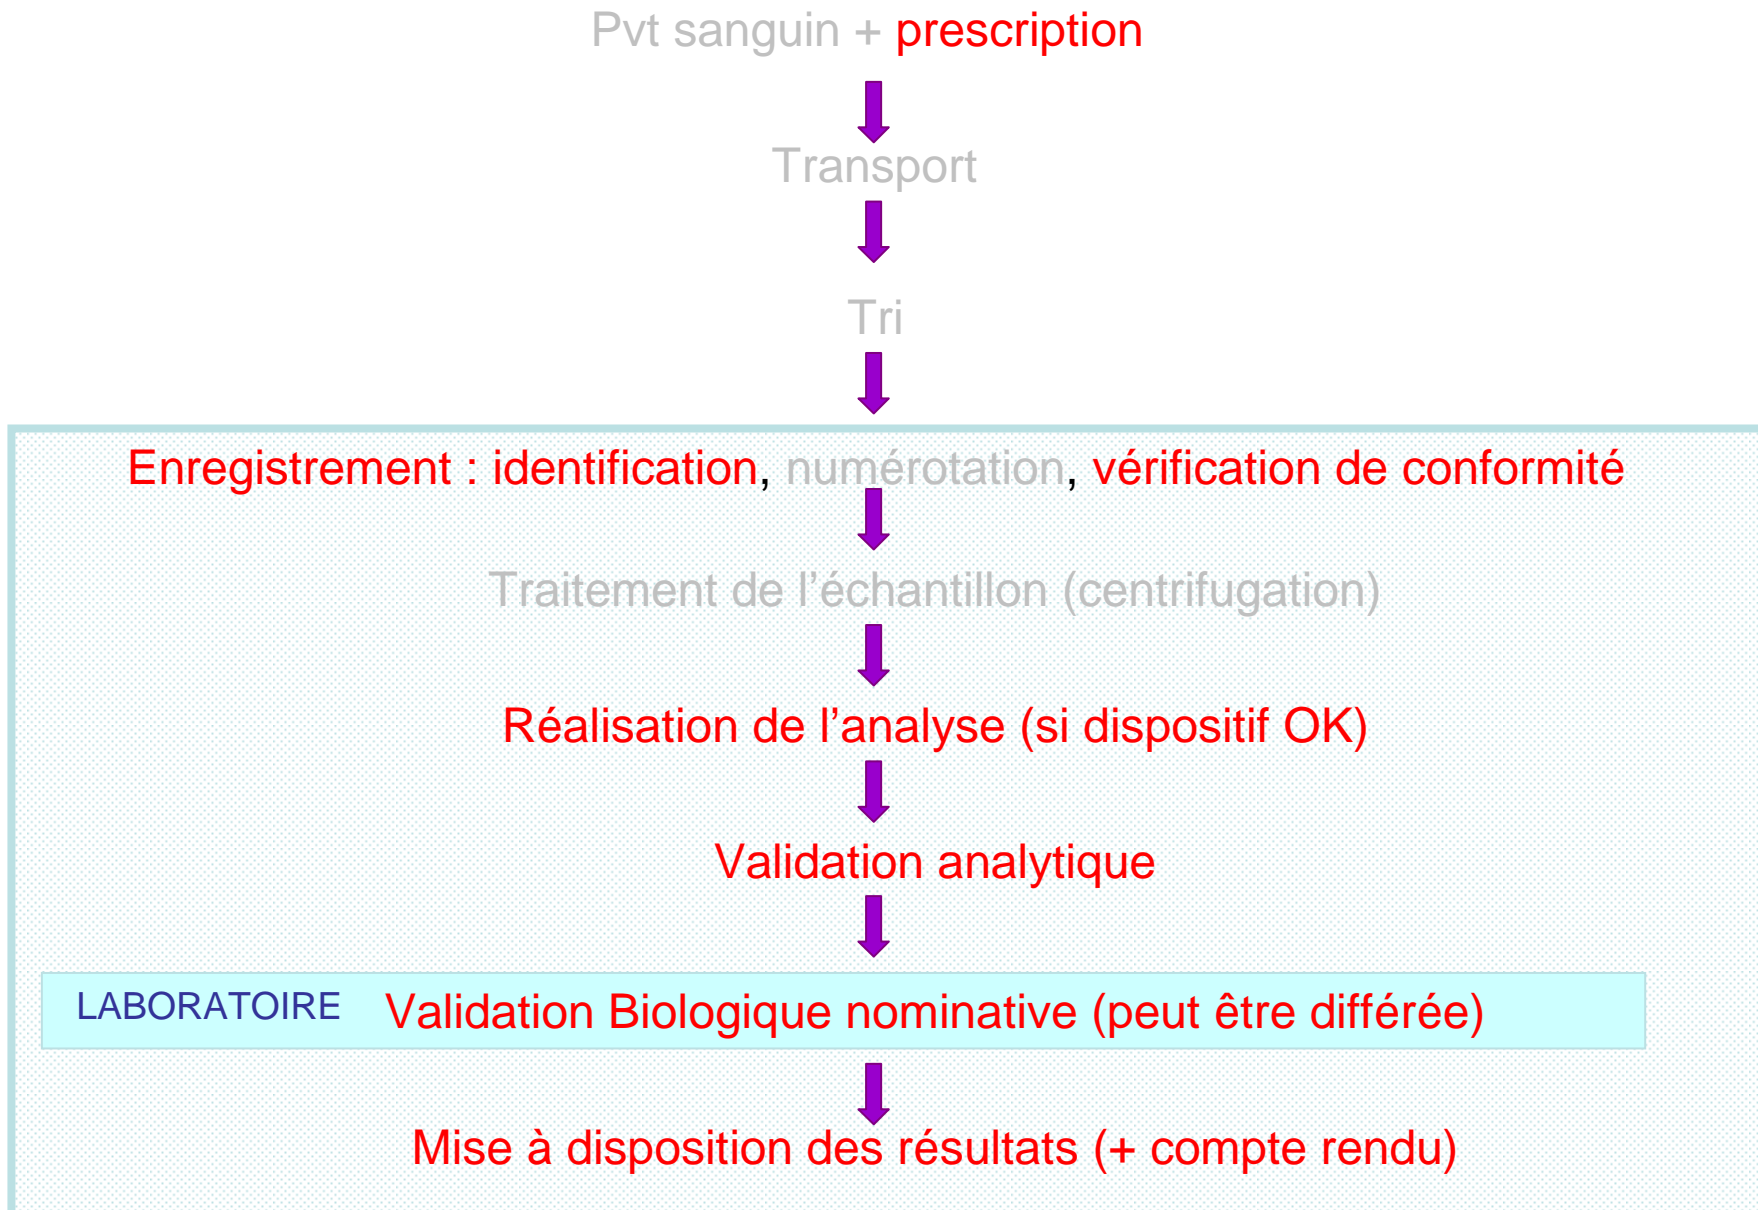 Pvt sanguin + prescription
Transport
Tri
Enregistrement : identification, numérotation, vérification de conformité
Traitement de l’échantillon (centrifugation)
Réalisation de l’analyse (si dispositif OK)
Validation analytique
LABORATOIRE Validation Biologique nominative (peut être différée)
Mise à disposition des résultats (+ compte rendu)